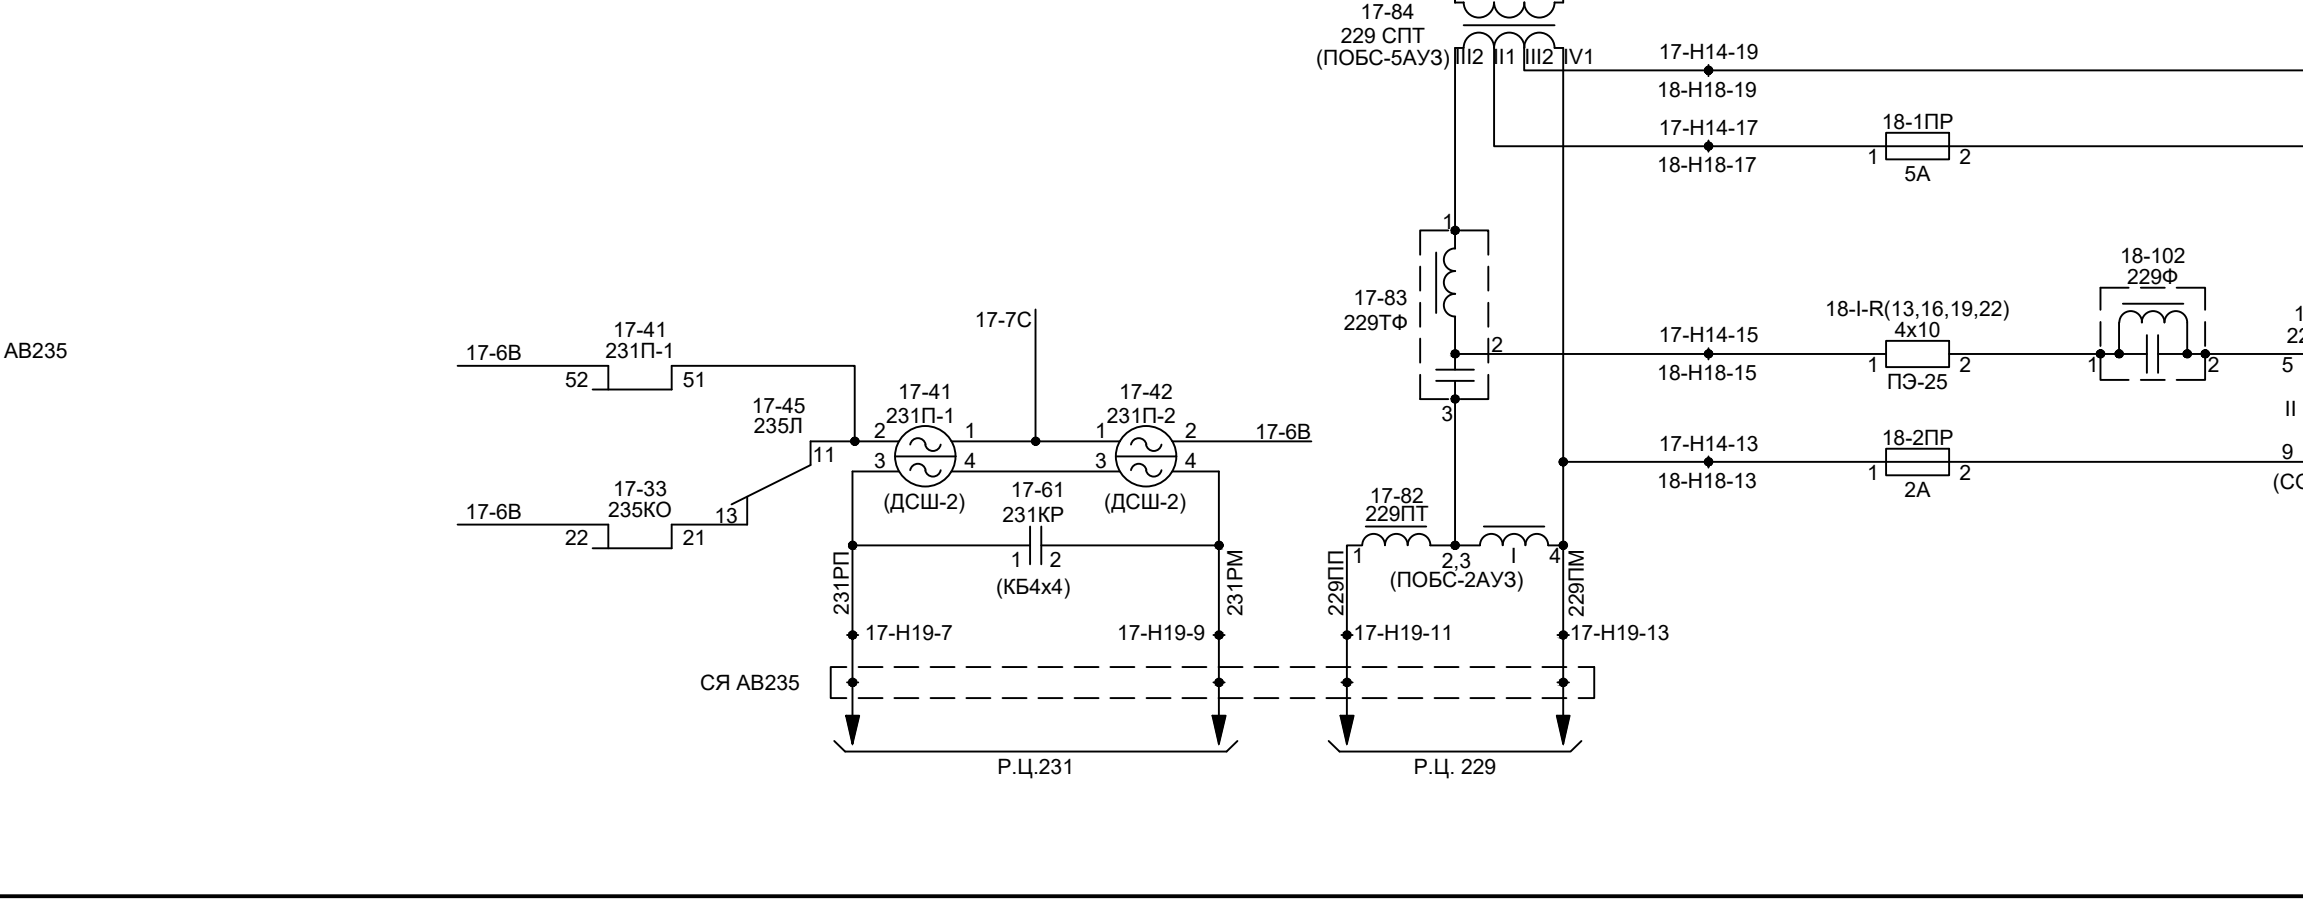 17-84
229 СПТ
(ПОБС-5АУЗ)
III2 II1 III2 IV1
17-Н14-19
18-Н18-19
17-Н14-17
18-Н18-17
18-1ПР
1 2
5А
1
17-83
229ТФ
2
3
17-Н14-15
18-Н18-15
18-I-R(13,16,19,22)
4х10
1 2
ПЭ-25
18-102
229Ф
1 2
5
II
9
17-Н14-13
18-Н18-13
18-2ПР
1 2
2А
АВ235
17-6В
17-41
231П-1
52 51
17-45
235Л
11
13
17-6В
17-33
235КО
22 21
17-7С
17-41
231П-1
2 1
3 4
(ДСШ-2)
17-42
231П-2
1 2
3 4
(ДСШ-2)
17-6В
17-61
231КР
1 2
(КБ4х4)
17-82
229ПТ
1 2,3 I 4
(ПОБС-2АУЗ)
231РП
231РМ
229ПП
229ПМ
17-Н19-7
17-Н19-9
17-Н19-11
17-Н19-13
СЯ АВ235
Р.Ц.231
Р.Ц. 229